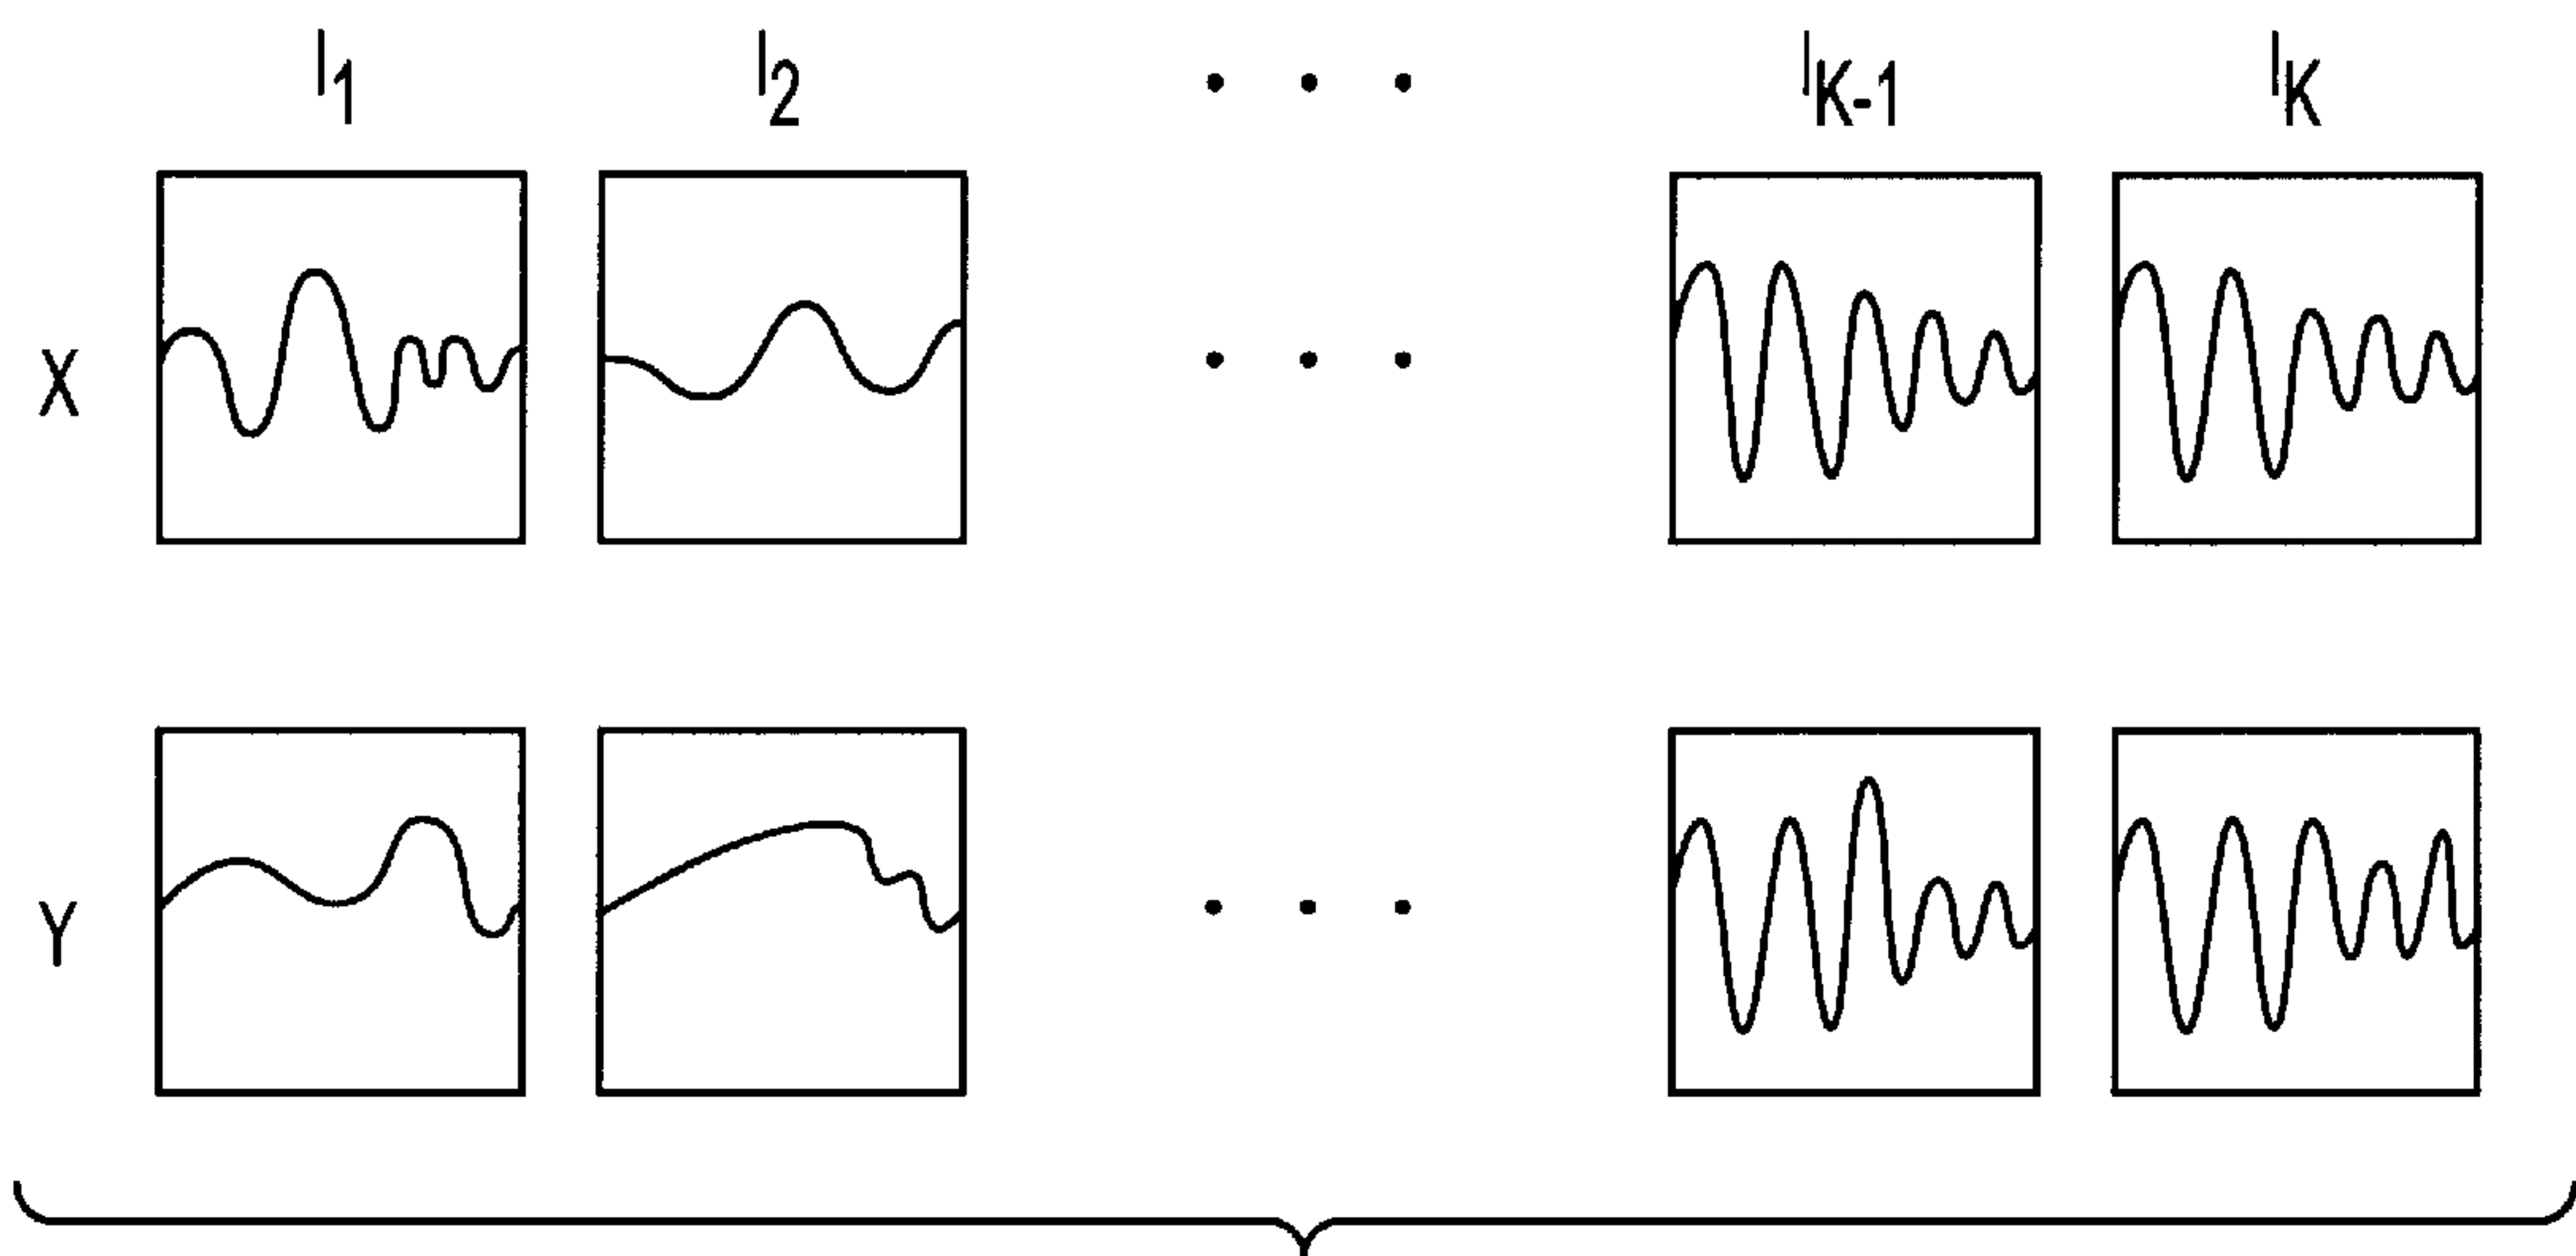 I1 I2 . . . IK-1 IK
X . . .
Y . . .